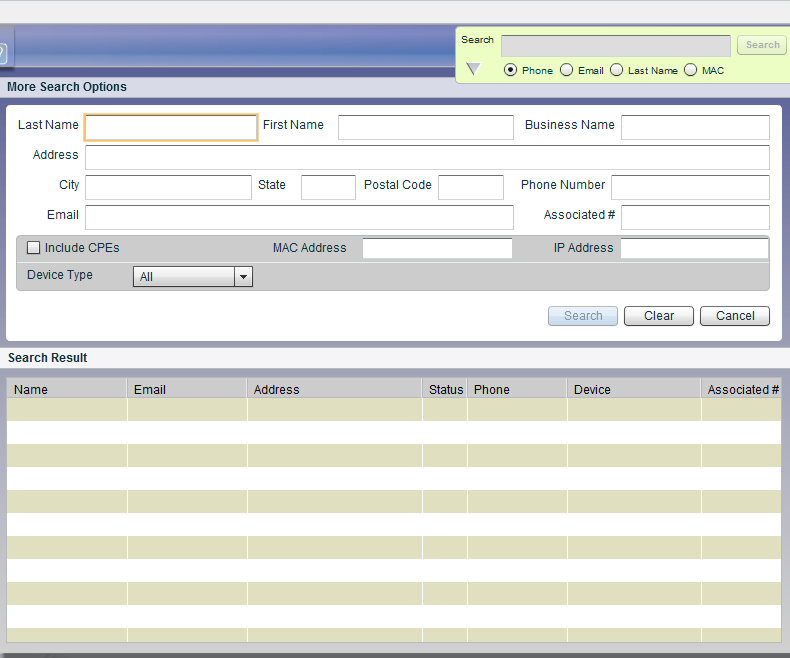 Search Search
Phone Email Last Name MAC
More Search Options
Last Name First Name Business Name
Address
City State Postal Code Phone Number
Email Associated #
Include CPEs MAC Address IP Address
Device Type All
Search Clear Cancel
Search Result
Name Email Address Status Phone Device Associated #